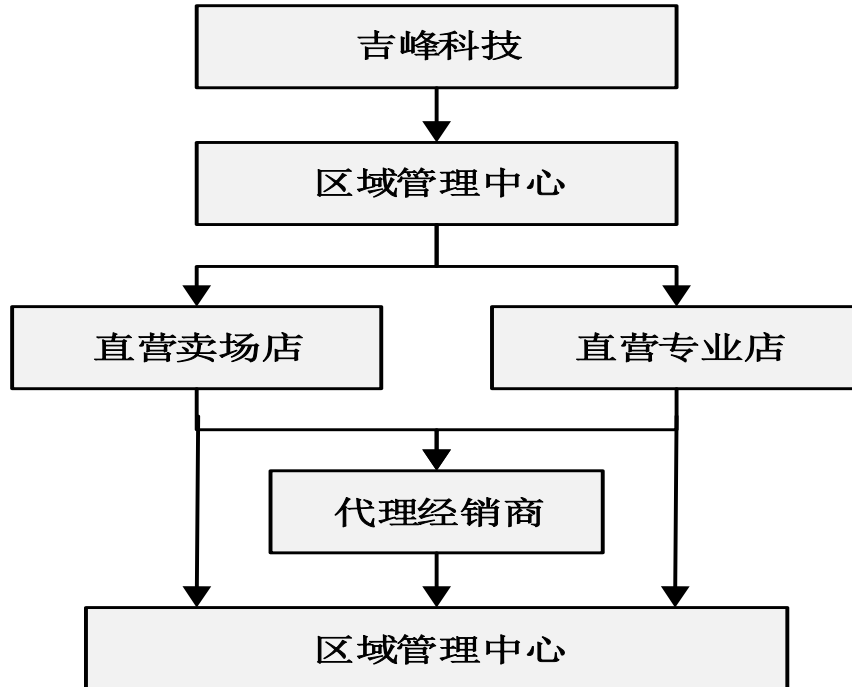 吉峰科技
区域管理中心
直营卖场店
直营专业店
代理经销商
区域管理中心